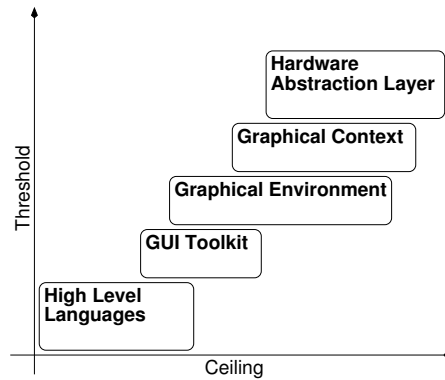 Hardware
Abstraction Layer
Graphical Context
Graphical Environment
GUI Toolkit
High Level
Languages
Threshold
Ceiling